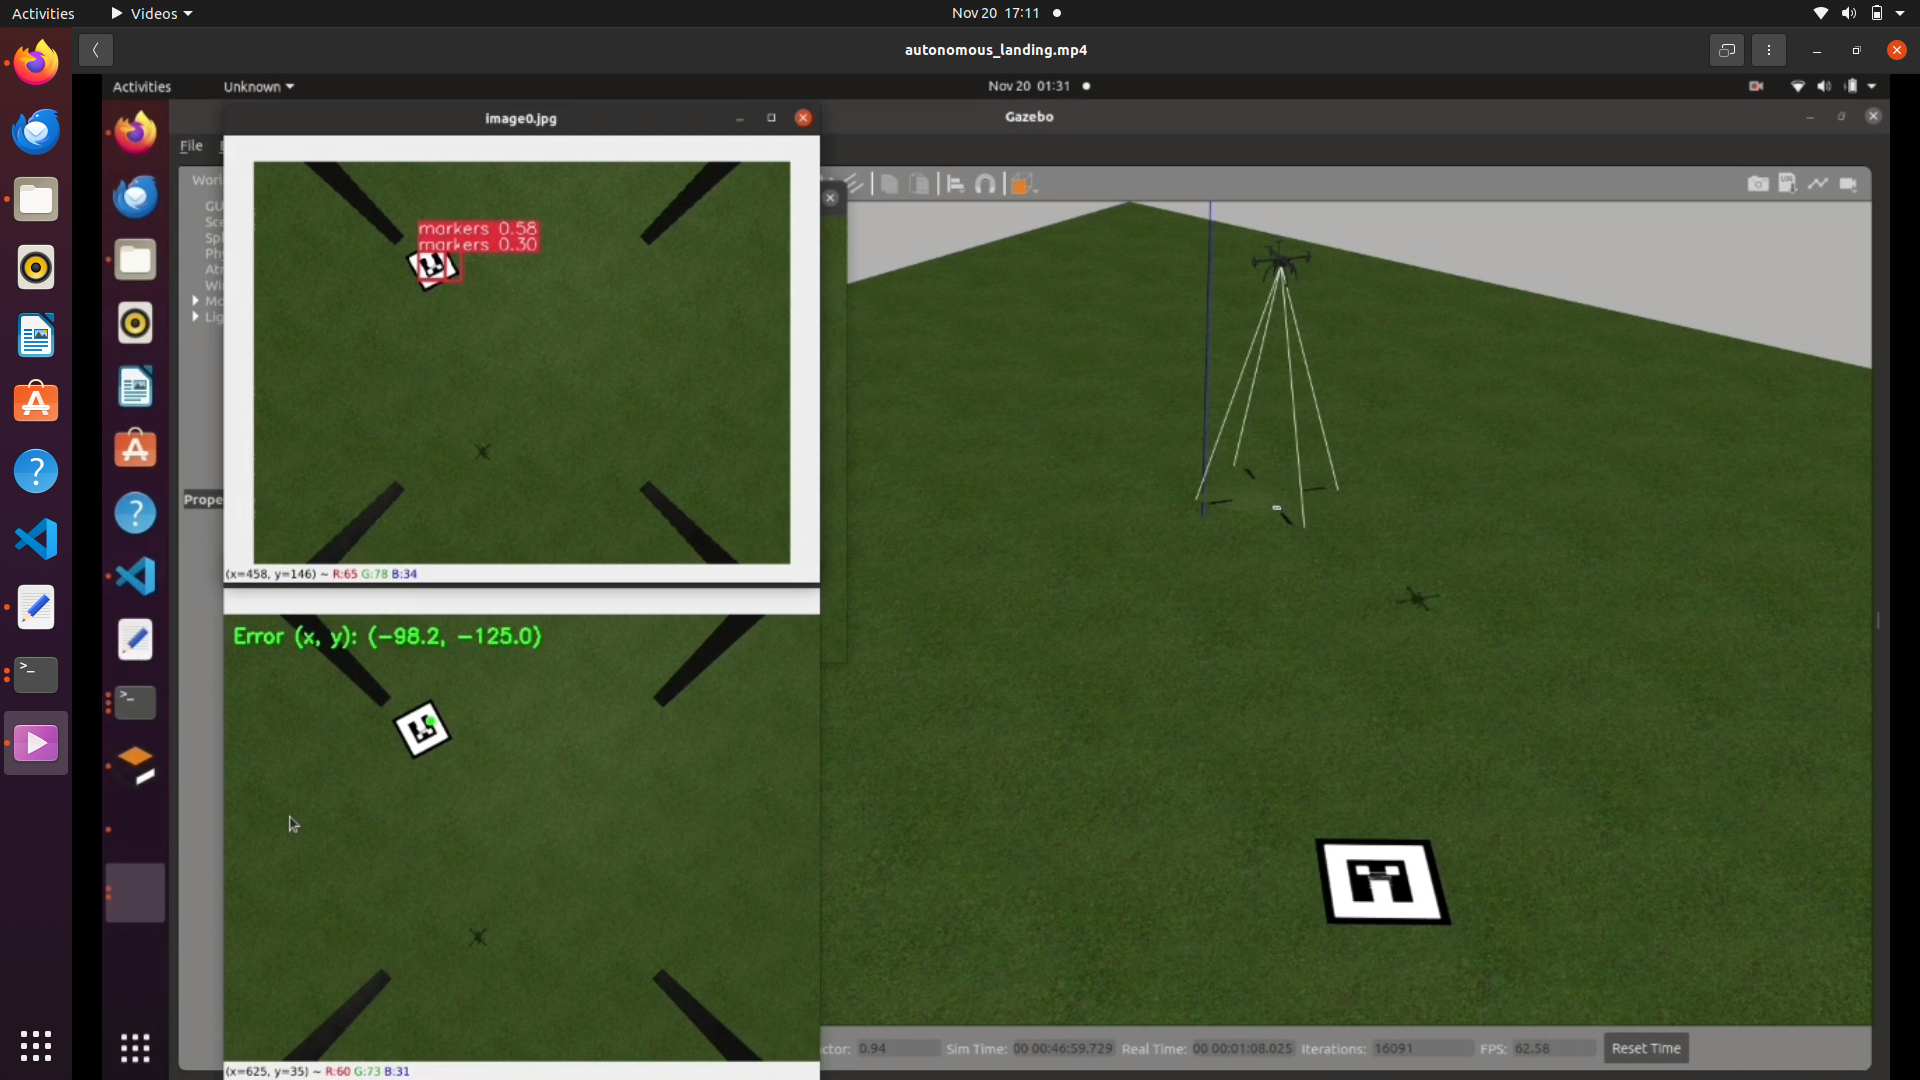 Activities Videos Nov 20 17:11
autonomous_landing.mp4
Activities Unknown Nov 20 01:31
image0.jpg Gazebo
File
markers 0.58
markers 0.30
Prope
(x=458, y=146) ~ R:65 G:78 B:34
Error (x, y): (-98.2, -125.0)
ctor: 0.94 Sim Time: 00 00:46:59.729 Real Time: 00 00:01:08.025 Iterations: 16091 FPS: 62.58 Reset Time
(x=625, y=35) ~ R:60 G:73 B:31